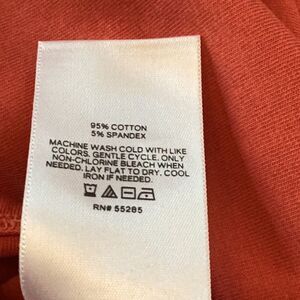 95% COTTON
5% SPANDEX
MACHINE WASH COLD WITH LIKE
COLORS. GENTLE CYCLE. ONLY
NON-CHLORINE BLEACH WHEN
NEEDED. LAY FLAT TO DRY. COOL
IRON IF NEEDED.
RN# 55285